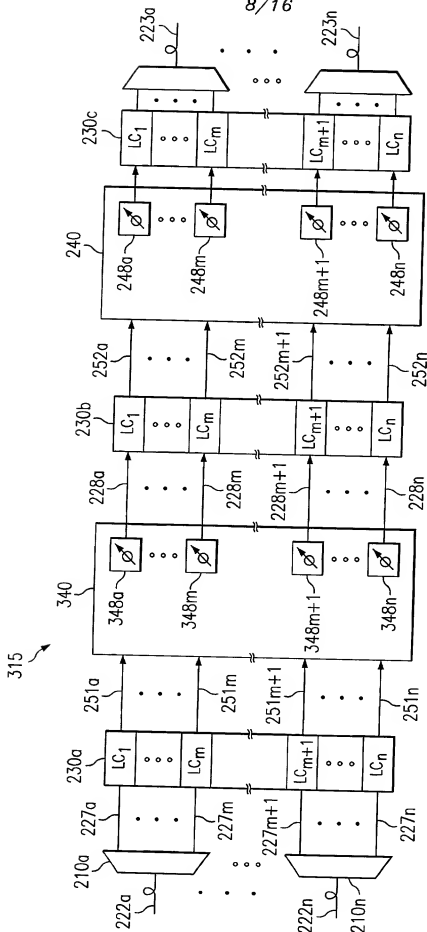 8/16
315
340
240
210a
227a
230a
251a
228a
230b
252a
230c
223a
222a
LC1
348a
LC1
248a
LC1
227m
LCm
251m
348m
228m
LCm
252m
248m
LCm
227m+1
LCm+1
251m+1
348m+1
228m+1
LCm+1
252m+1
248m+1
LCm+1
222n
210n
227n
LCn
251n
348n
228n
LCn
252n
248n
LCn
223n